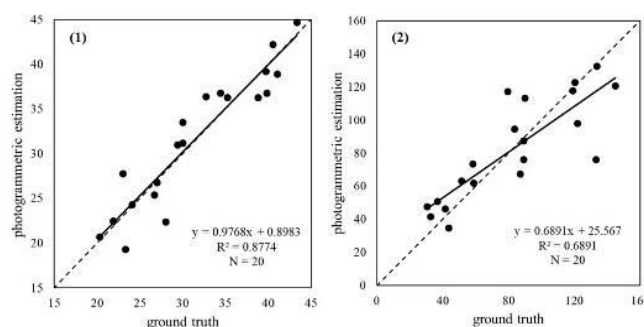 (1)
45
40
35
30
25
20
15
photogrammetric estimation
y = 0.9768x + 0.8983
R² = 0.8774
N = 20
15 20 25 30 35 40 45
ground truth
(2)
160
140
120
100
80
60
40
20
0
photogrammetric estimation
y = 0.6891x + 25.567
R² = 0.6891
N = 20
0 40 80 120 16
ground truth